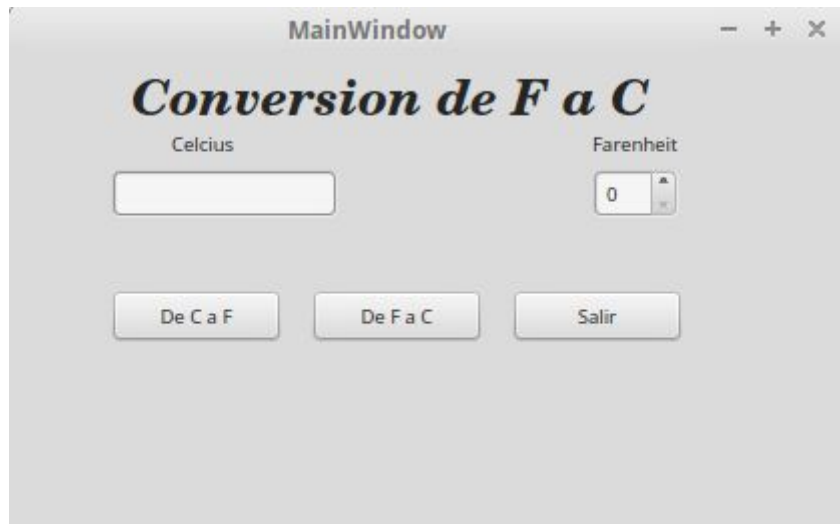 MainWindow
Conversion de F a C
Celcius Farenheit
0
De C a F De F a C Salir